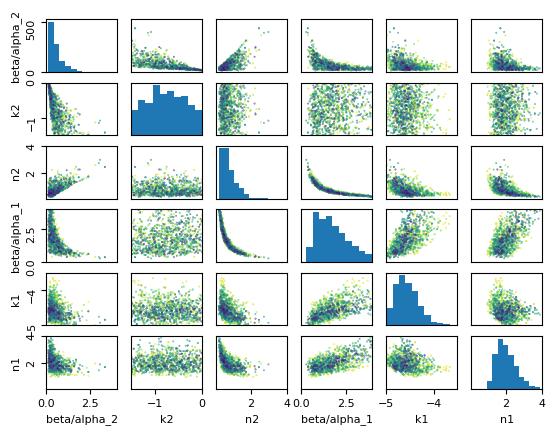 beta/alpha_2
500
0
k2
0
−1
n2
4
2
beta/alpha_1
2.5
0.0
k1
−4
−5
n1
4
2
0.0 2.5 −1 0 2 4 0.0 2.5 −5 −4 2 4
beta/alpha_2 k2 n2 beta/alpha_1 k1 n1